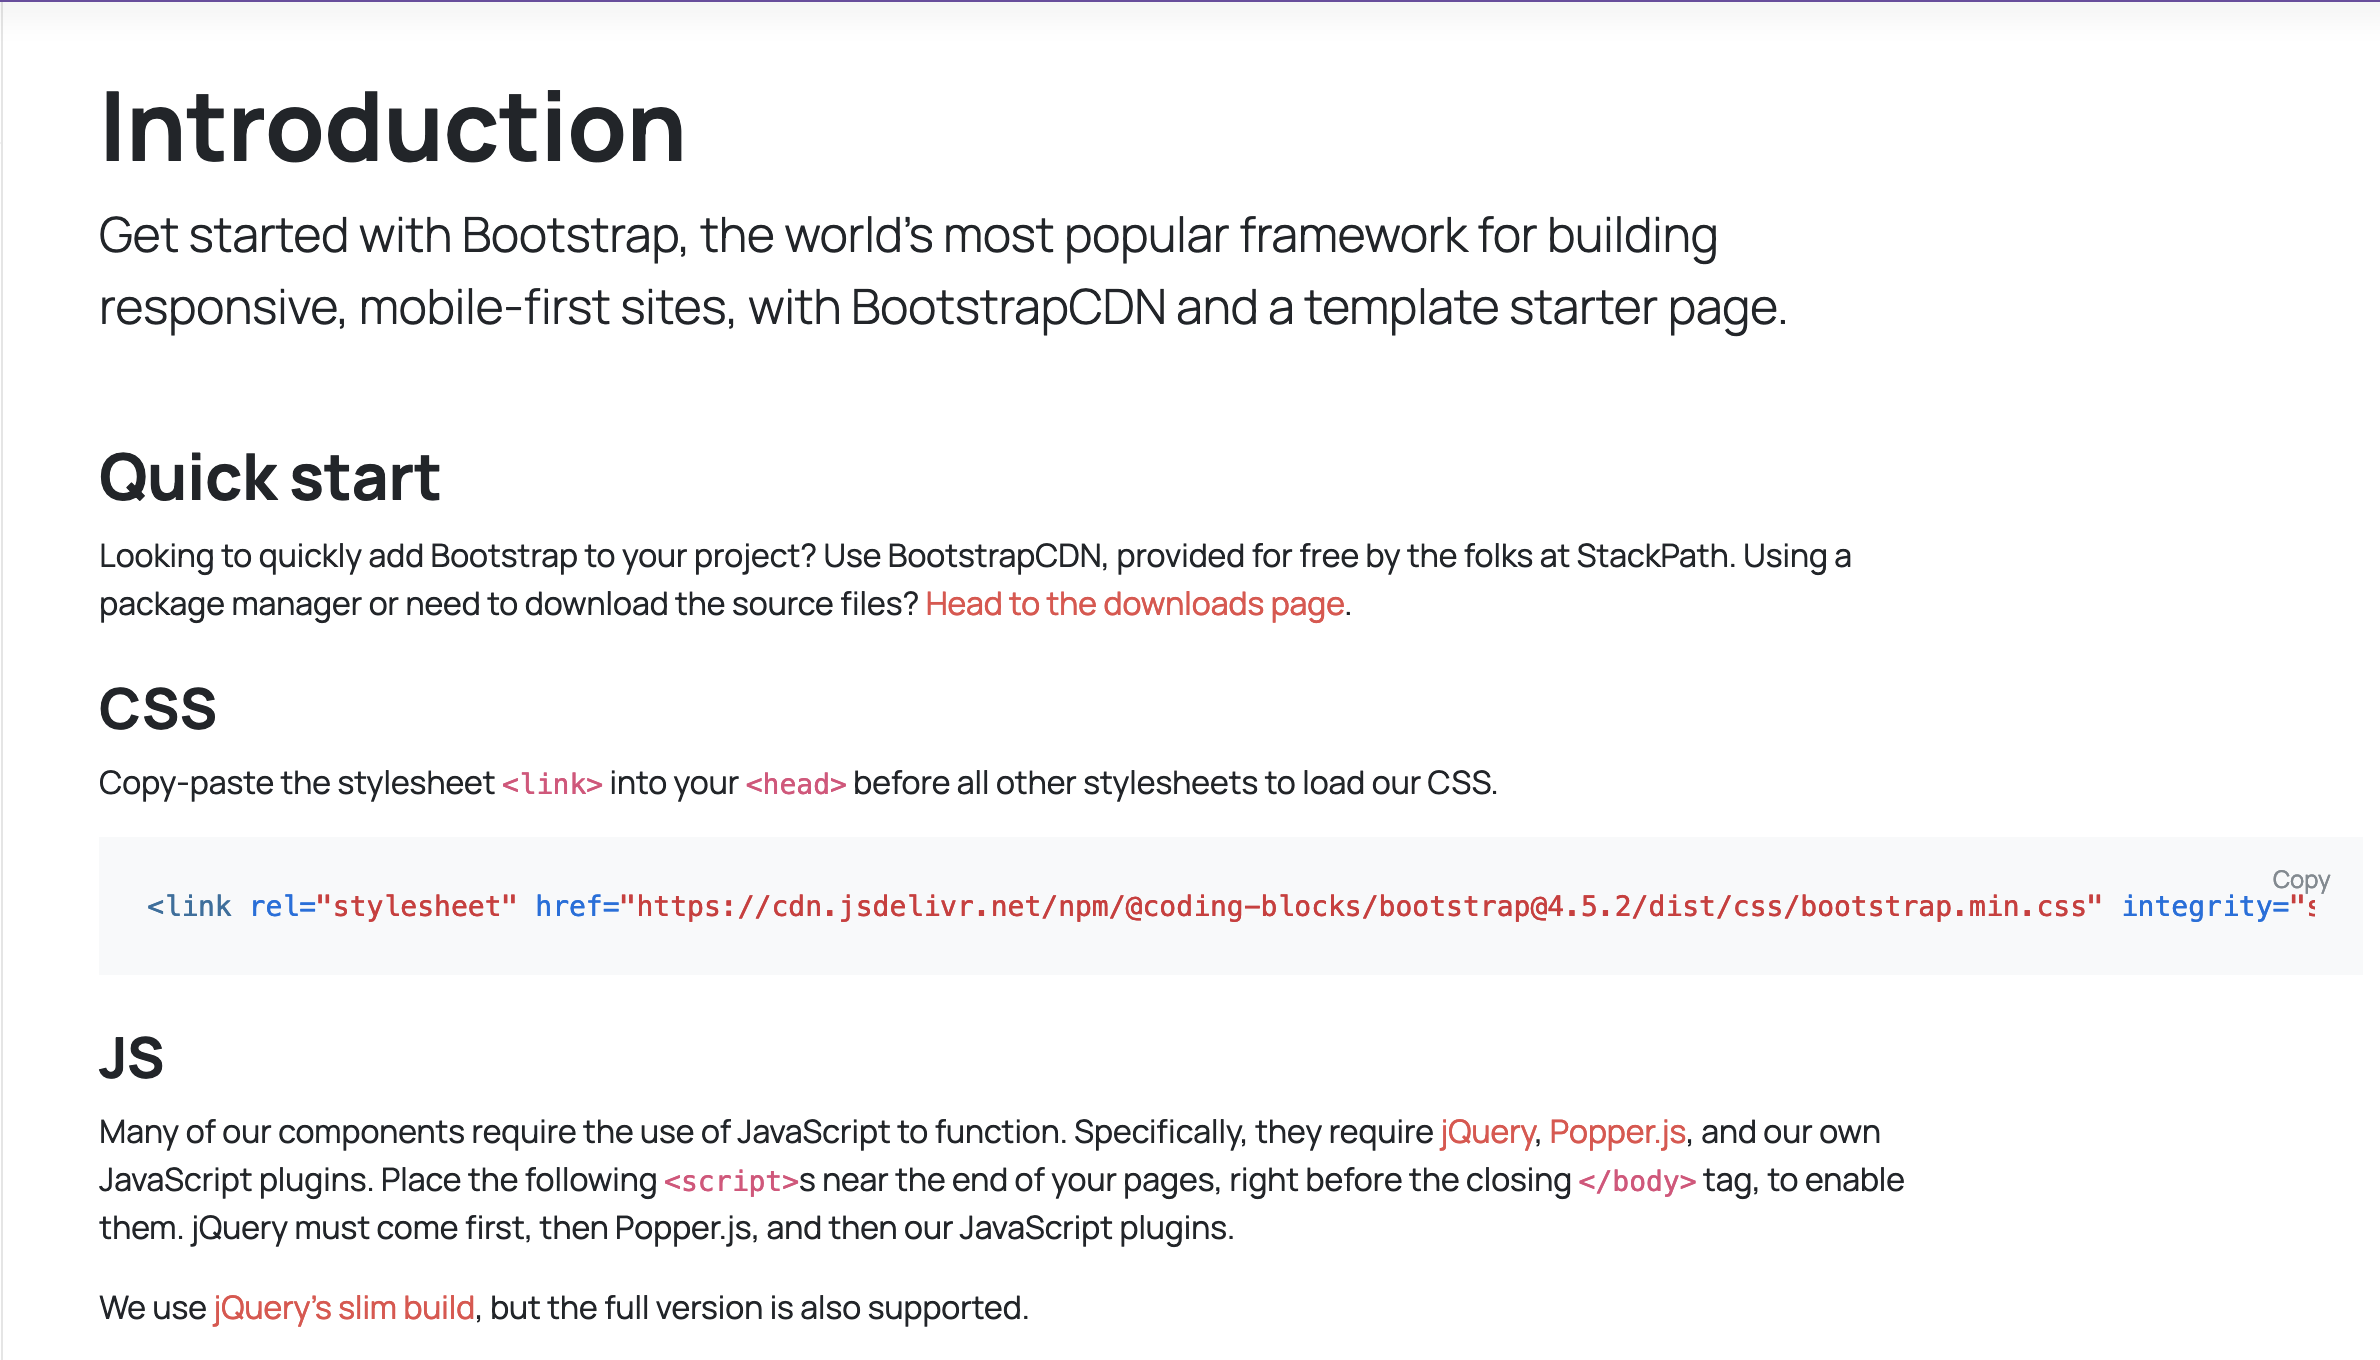 Introduction
Get started with Bootstrap, the world’s most popular framework for building
responsive, mobile-first sites, with BootstrapCDN and a template starter page.
Quick start
Looking to quickly add Bootstrap to your project? Use BootstrapCDN, provided for free by the folks at StackPath. Using a
package manager or need to download the source files? Head to the downloads page.
CSS
Copy-paste the stylesheet <link> into your <head> before all other stylesheets to load our CSS.
Copy
<link rel="stylesheet" href="https://cdn.jsdelivr.net/npm/@coding-blocks/bootstrap@4.5.2/dist/css/bootstrap.min.css" integrity="s
JS
Many of our components require the use of JavaScript to function. Specifically, they require jQuery, Popper.js, and our own
JavaScript plugins. Place the following <script>s near the end of your pages, right before the closing </body> tag, to enable
them. jQuery must come first, then Popper.js, and then our JavaScript plugins.
We use jQuery’s slim build, but the full version is also supported.